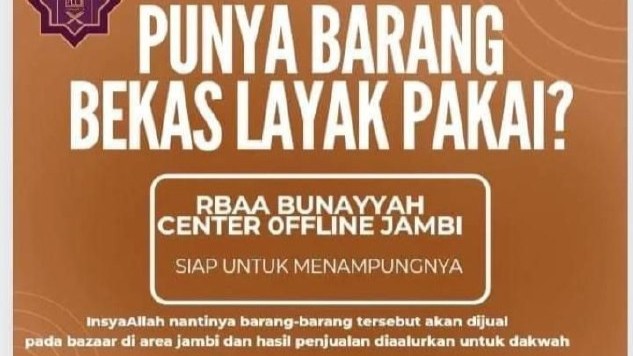 PUNYA BARANG
BEKAS LAYAK PAKAI?
RBAA BUNAYYAH
CENTER OFFLINE JAMBI
SIAP UNTUK MENAMPUNGNYA
InsyaAllah nantinya barang-barang tersebut akan dijual
pada bazaar di area jambi dan hasil penjualan diaalurkan untuk dakwah